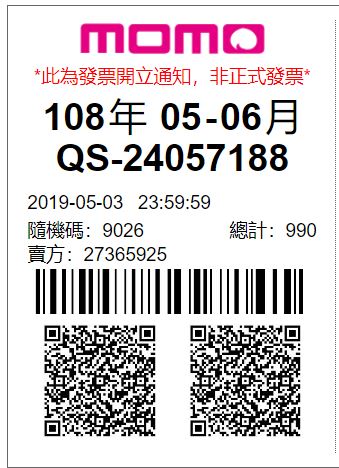 momo
*此為發票開立通知，非正式發票*
108年 05-06月
QS-24057188
2019-05-03 23:59:59
隨機碼：9026 總計：990
賣方：27365925